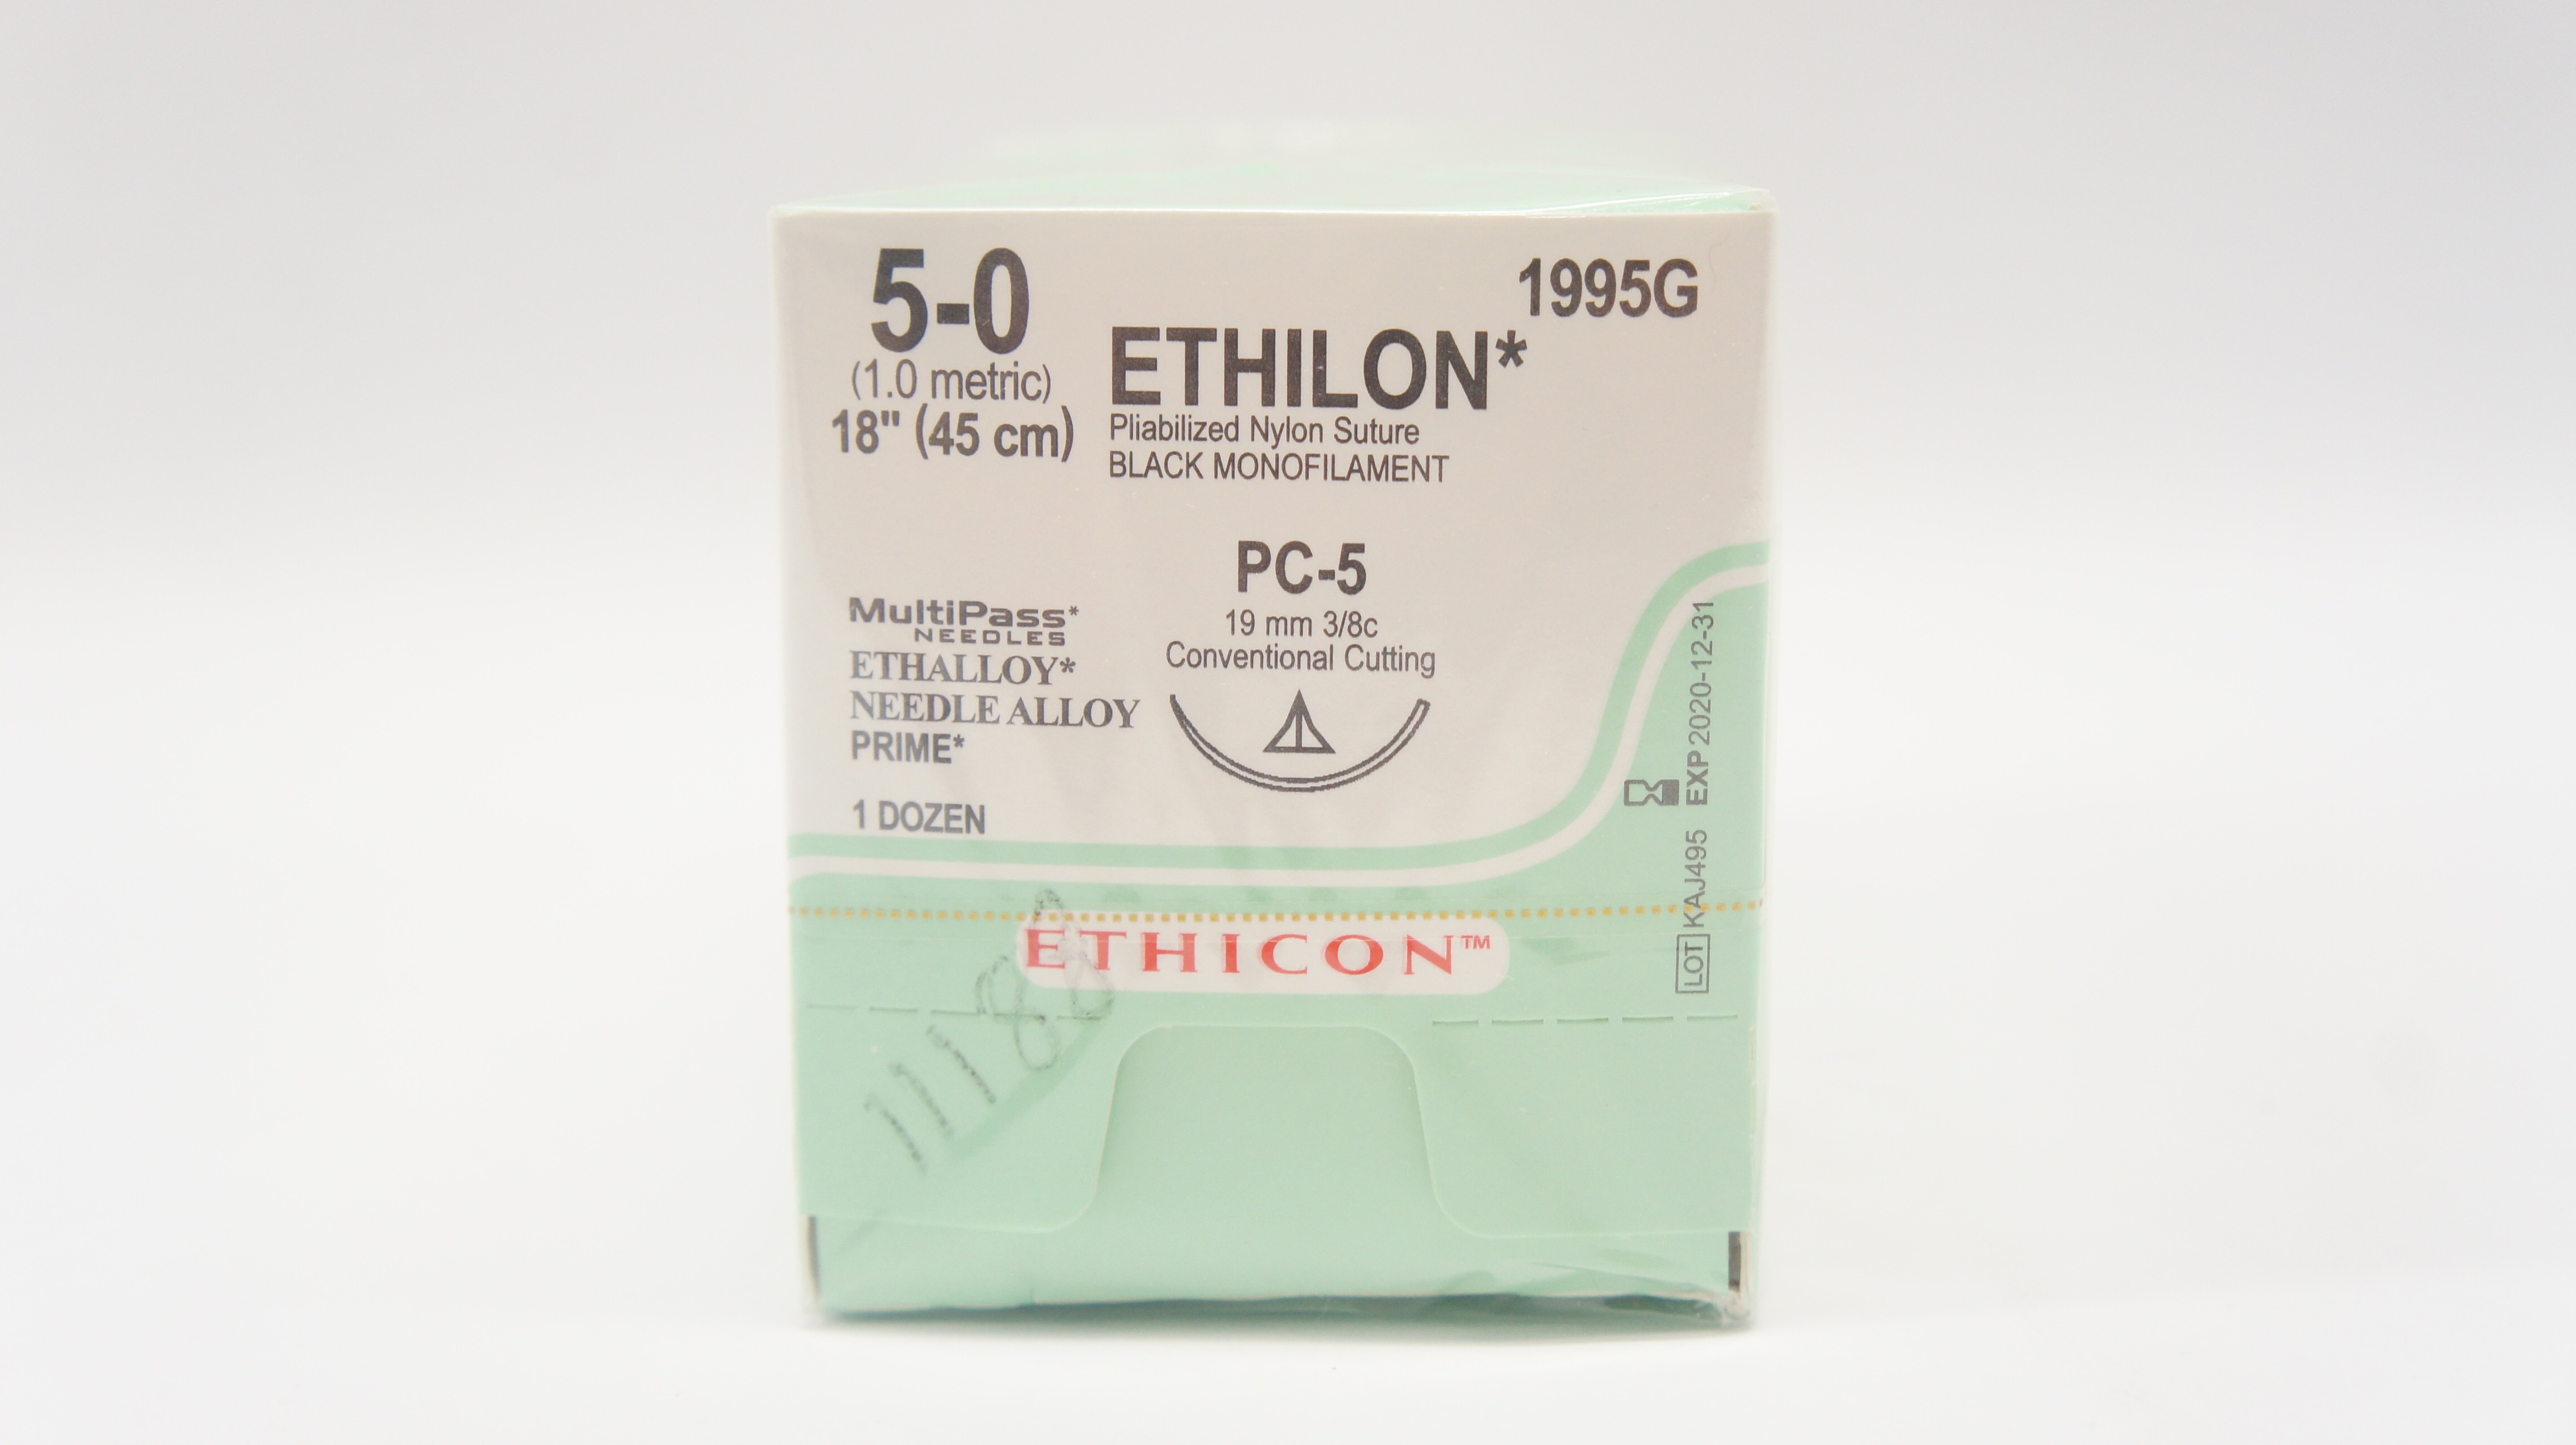 5-0
(1.0 metric)
18" (45 cm)
1995G
ETHILON*
Pliabilized Nylon Suture
BLACK MONOFILAMENT
PC-5
19 mm 3/8c
Conventional Cutting
MultiPass*
NEEDLES
ETHALLOY*
NEEDLE ALLOY
PRIME*
1 DOZEN
EXP 2020-12-31
LOT KAJ495
ETHICON™